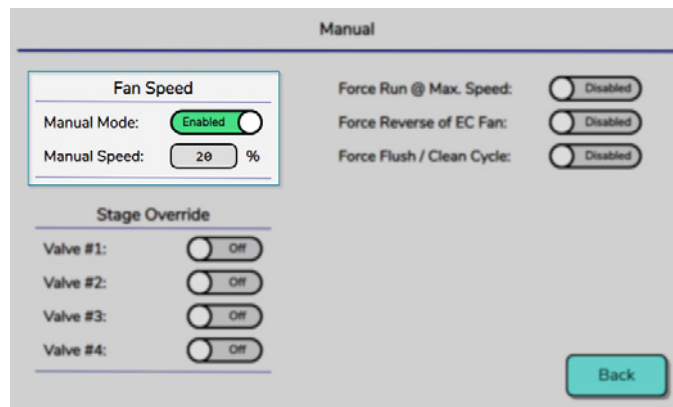 Manual
Fan Speed
Manual Mode: Enabled
Manual Speed: 20 %
Stage Override
Valve #1: Off
Valve #2: Off
Valve #3: Off
Valve #4: Off
Force Run @ Max. Speed: Disabled
Force Reverse of EC Fan: Disabled
Force Flush / Clean Cycle: Disabled
Back